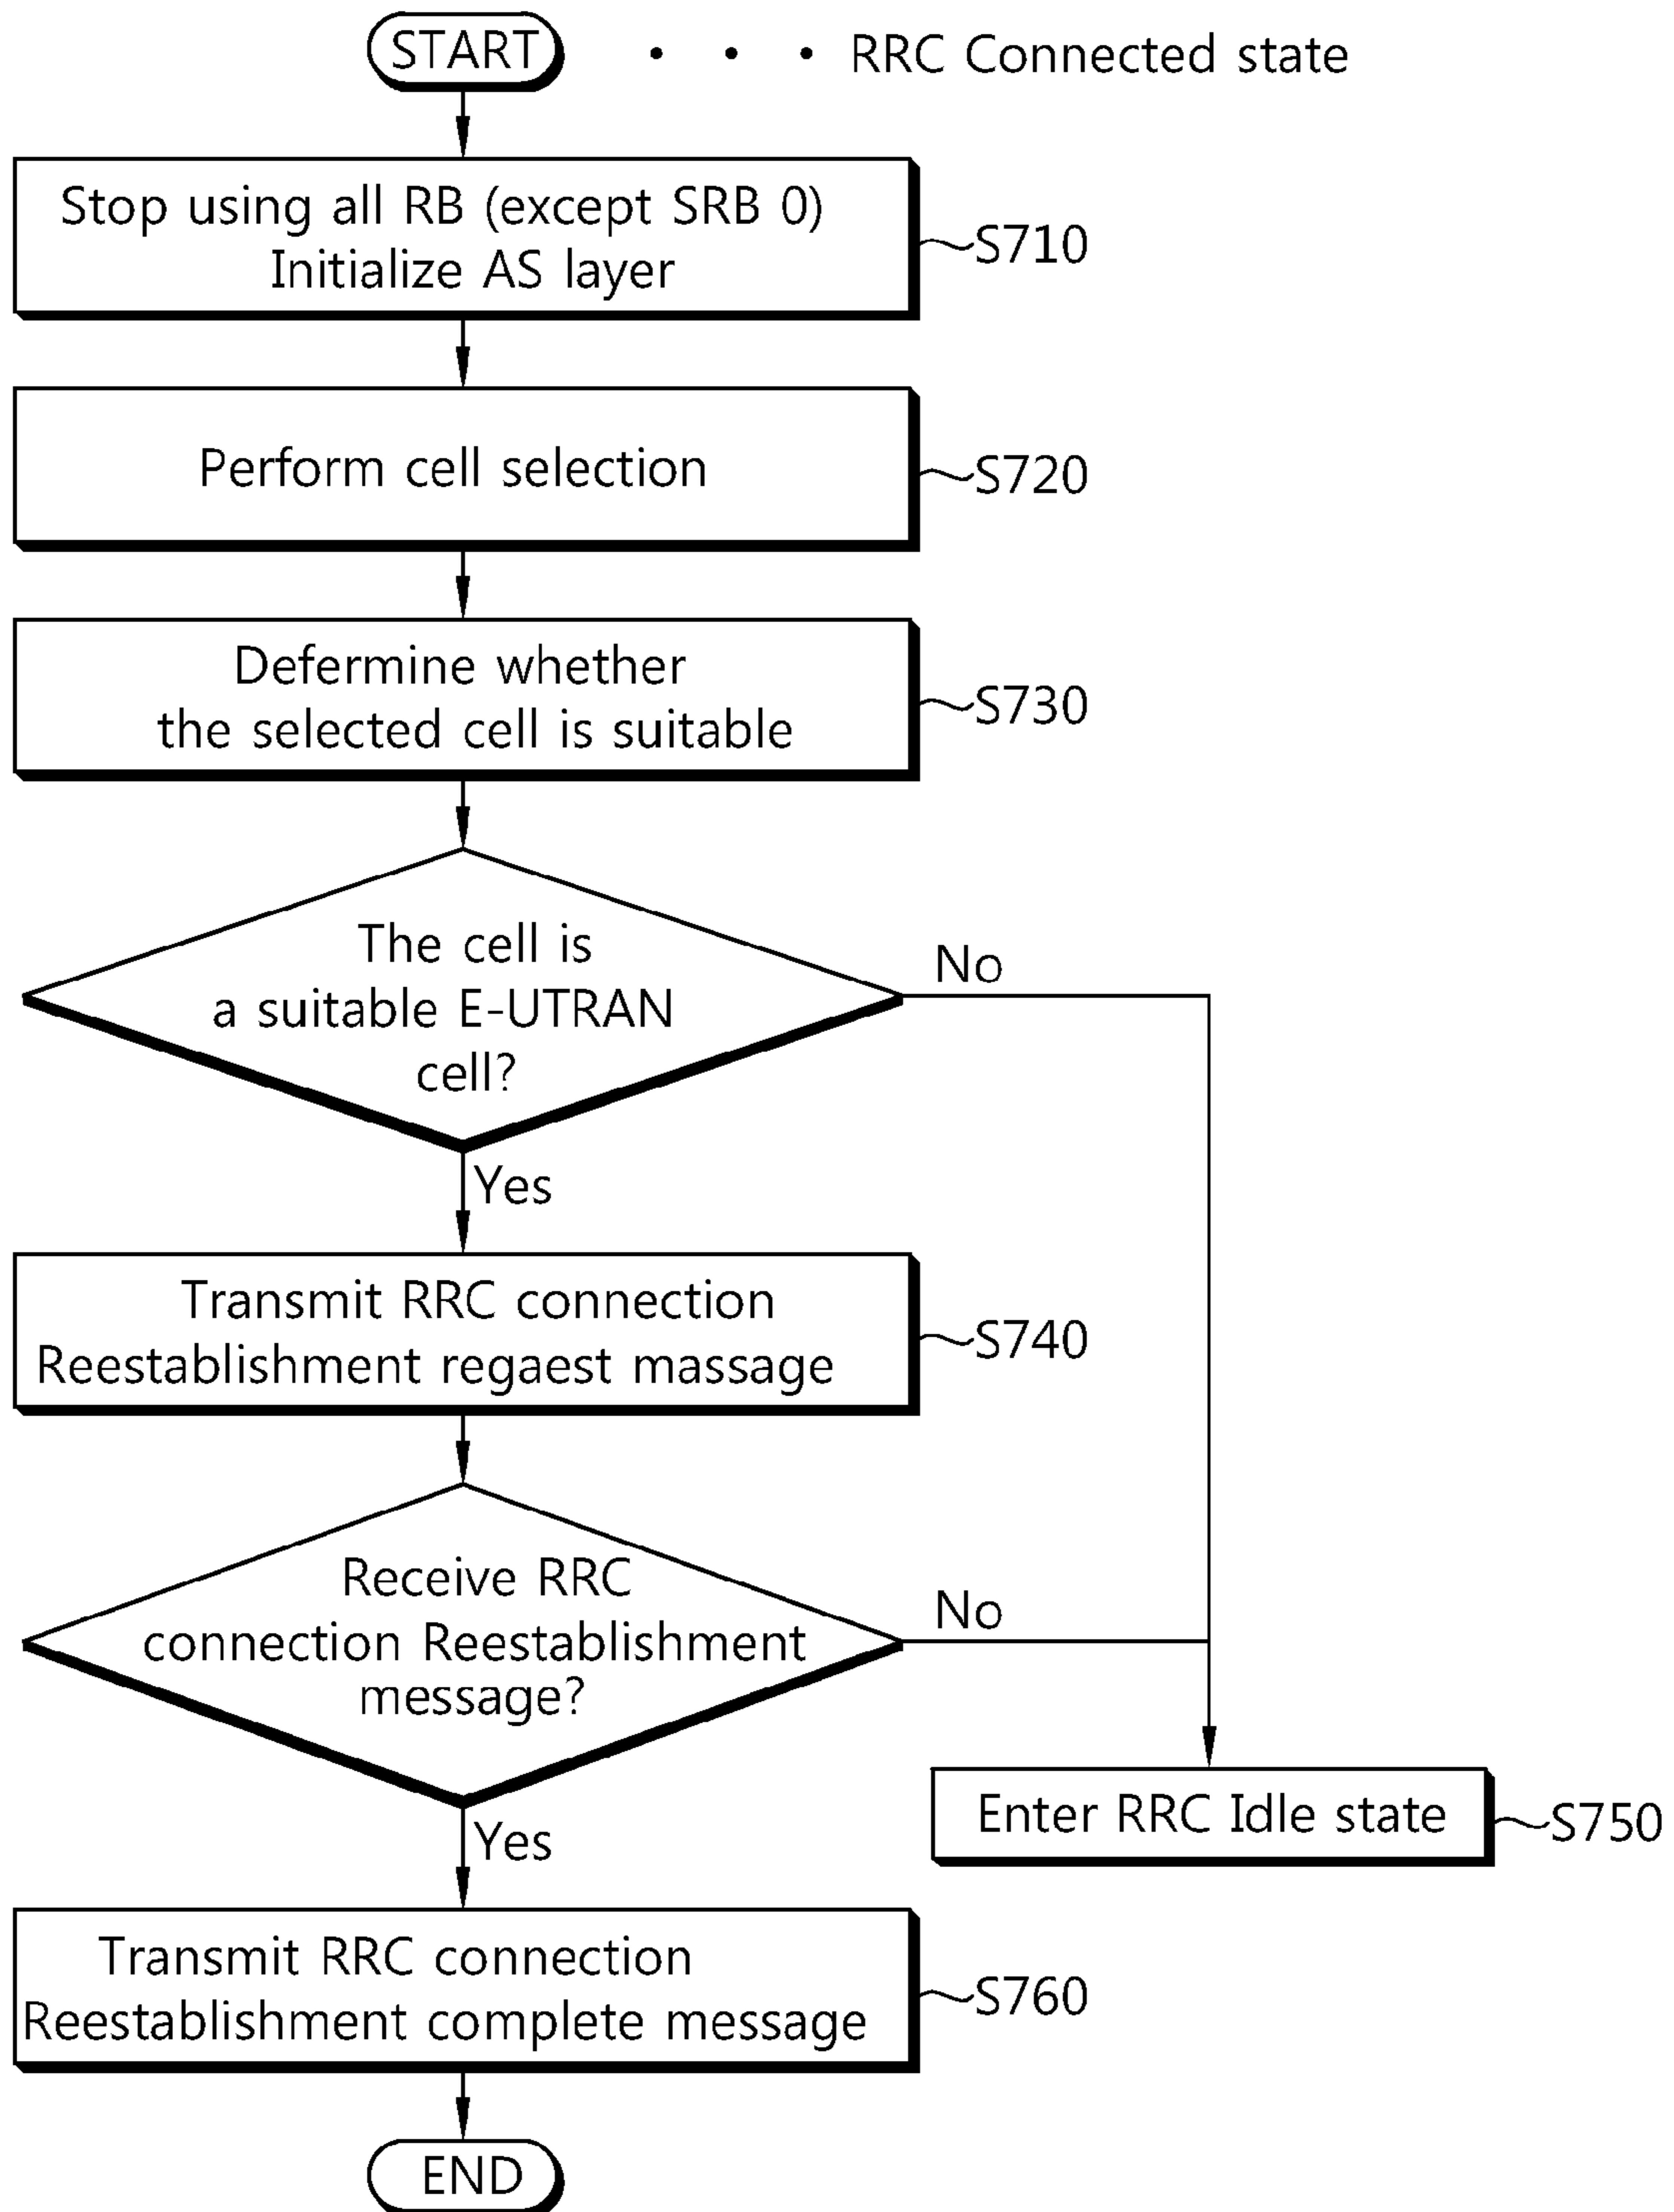 START
• • • RRC Connected state
Stop using all RB (except SRB 0)
Initialize AS layer
S710
Perform cell selection
S720
Defermine whether
the selected cell is suitable
S730
The cell is
a suitable E-UTRAN
cell?
No
Yes
Transmit RRC connection
Reestablishment regaest massage
S740
Receive RRC
connection Reestablishment
message?
No
Yes
Enter RRC Idle state
S750
Transmit RRC connection
Reestablishment complete message
S760
END